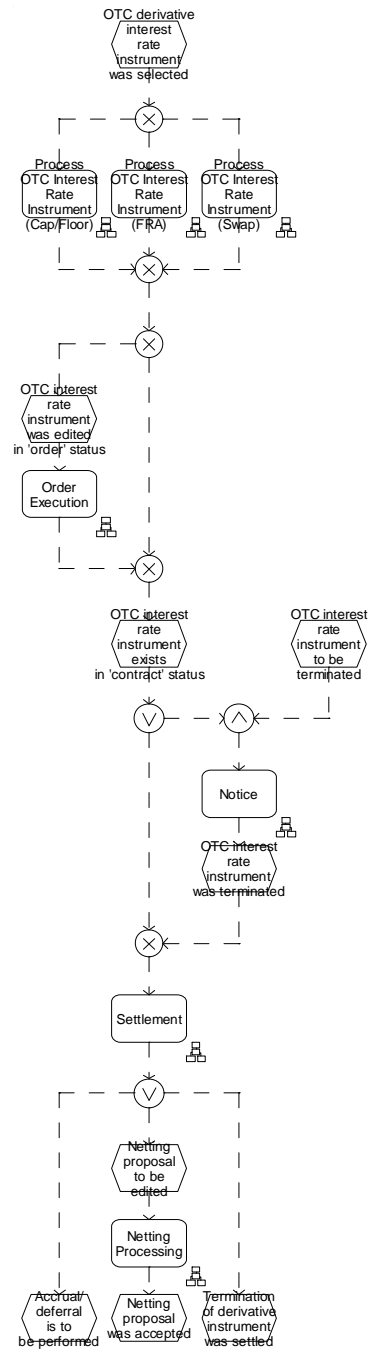 OTC derivative
interest
rate
instrument
was selected
Process
OTC Interest
Rate
Instrument
(Cap/Floor)
Process
OTC Interest
Rate
Instrument
(FRA)
Process
OTC Interest
Rate
Instrument
(Swap)
OTC interest
rate
instrument
was edited
in 'order' status
Order
Execution
OTC interest
rate
instrument
exists
in 'contract' status
OTC interest
rate
instrument
to be
terminated
Notice
OTC interest
rate
instrument
was terminated
Settlement
Netting
proposal
to be
edited
Netting
Processing
Accrual/
deferral
is to
be performed
Netting
proposal
was accepted
Termination
of derivative
instrument
was settled